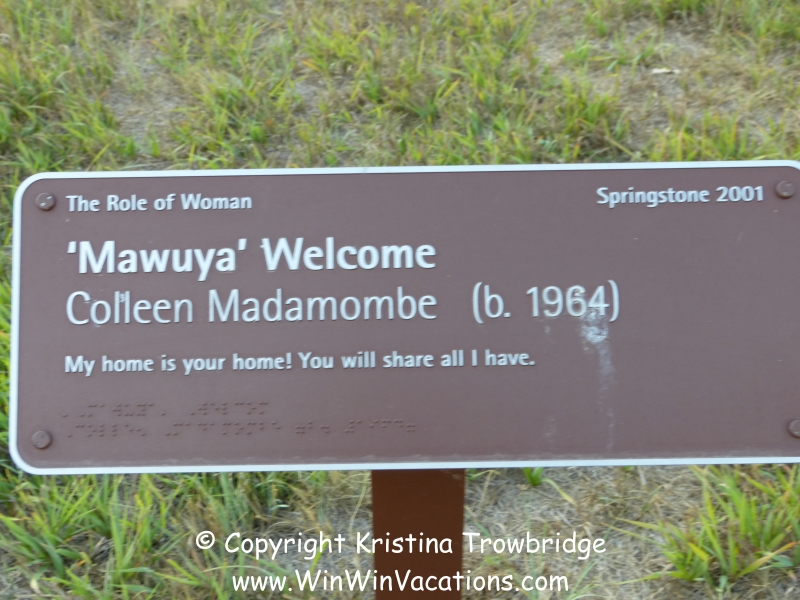 The Role of Woman
Springstone 2001
'Mawuya' Welcome
Colleen Madamombe (b. 1964)
My home is your home! You will share all I have.
© Copyright Kristina Trowbridge
www.WinWinVacations.com